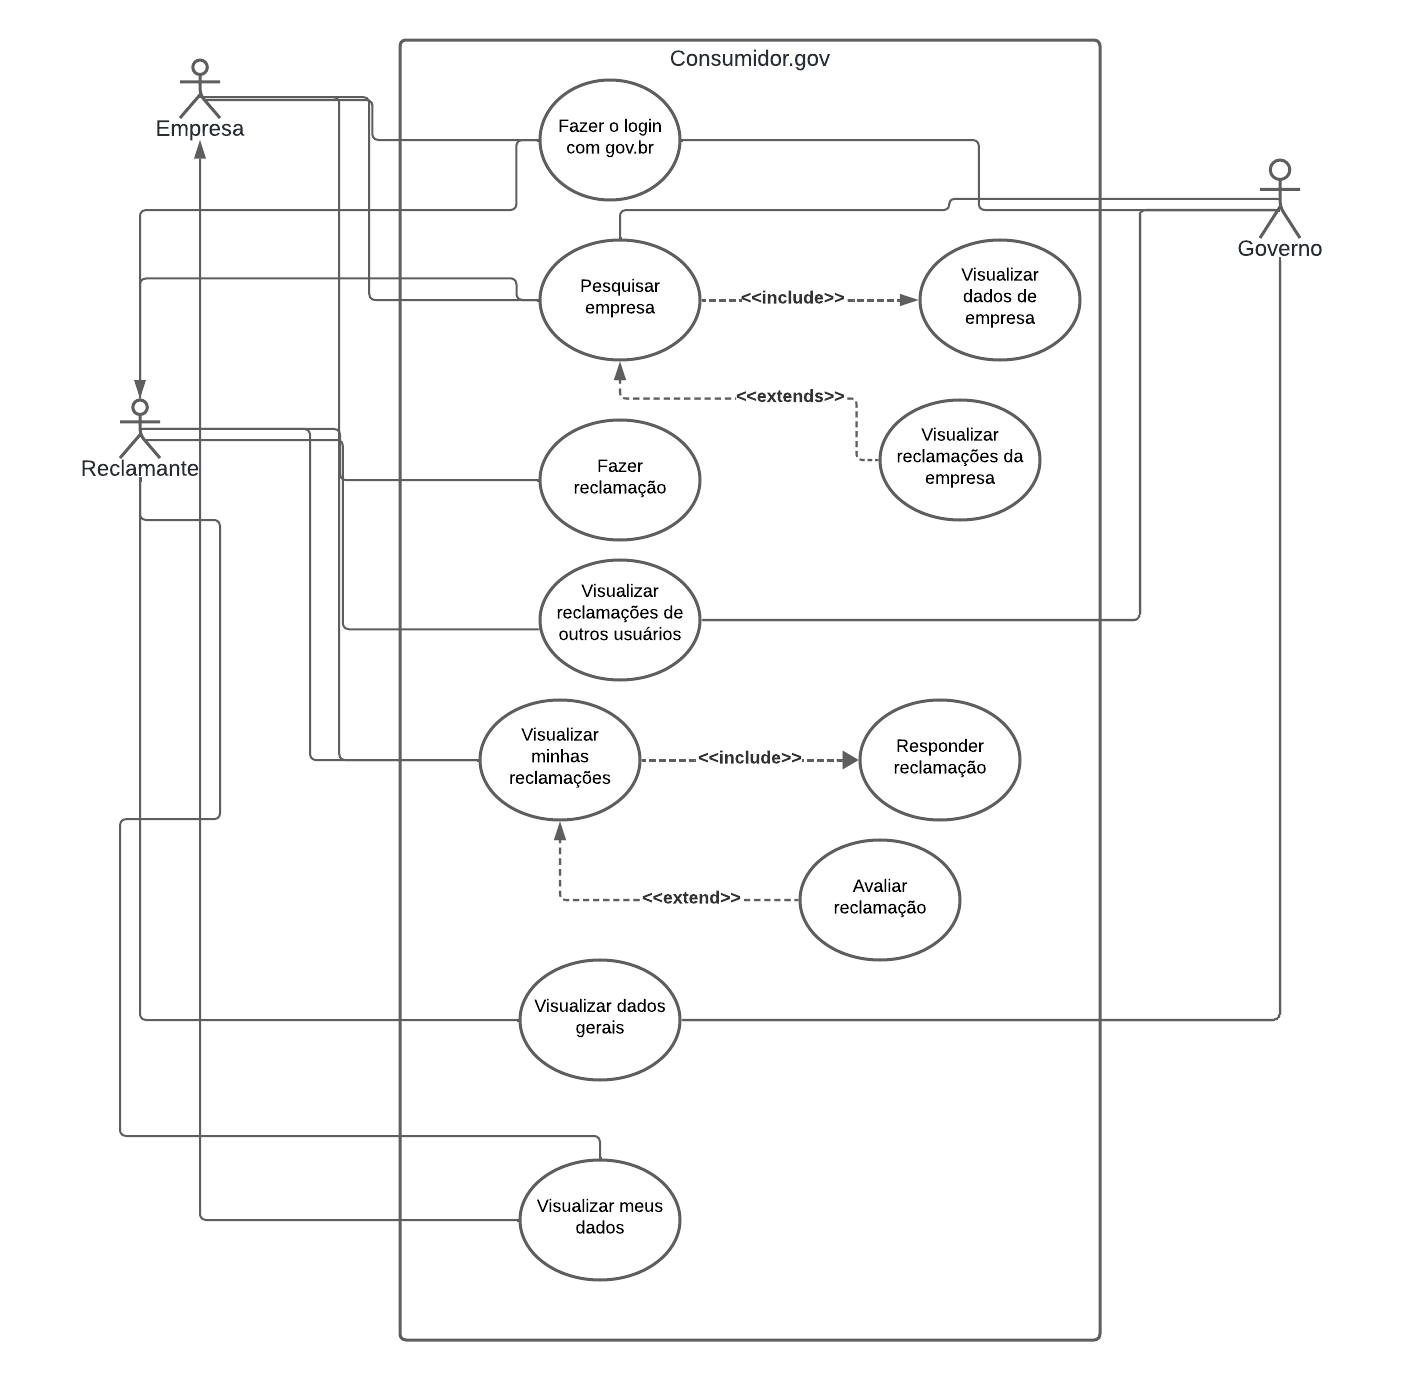 Consumidor.gov
Empresa
Fazer o login
com gov.br
Governo
Pesquisar
empresa
<<include>>
Visualizar
dados de
empresa
<<extends>>
Visualizar
reclamações da
empresa
Reclamante
Fazer
reclamação
Visualizar
reclamações de
outros usuários
Visualizar
minhas
reclamações
<<include>>
Responder
reclamação
<<extend>>
Avaliar
reclamação
Visualizar dados
gerais
Visualizar meus
dados